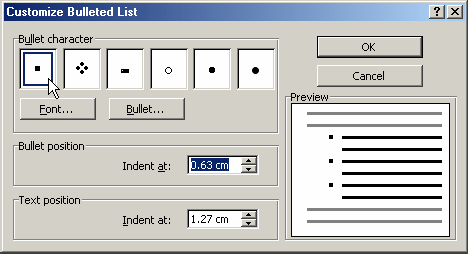 Customize Bulleted List
Bullet character
Font...
Bullet...
OK
Cancel
Preview
Bullet position
Indent at:
0.63 cm
Text position
Indent at:
1.27 cm